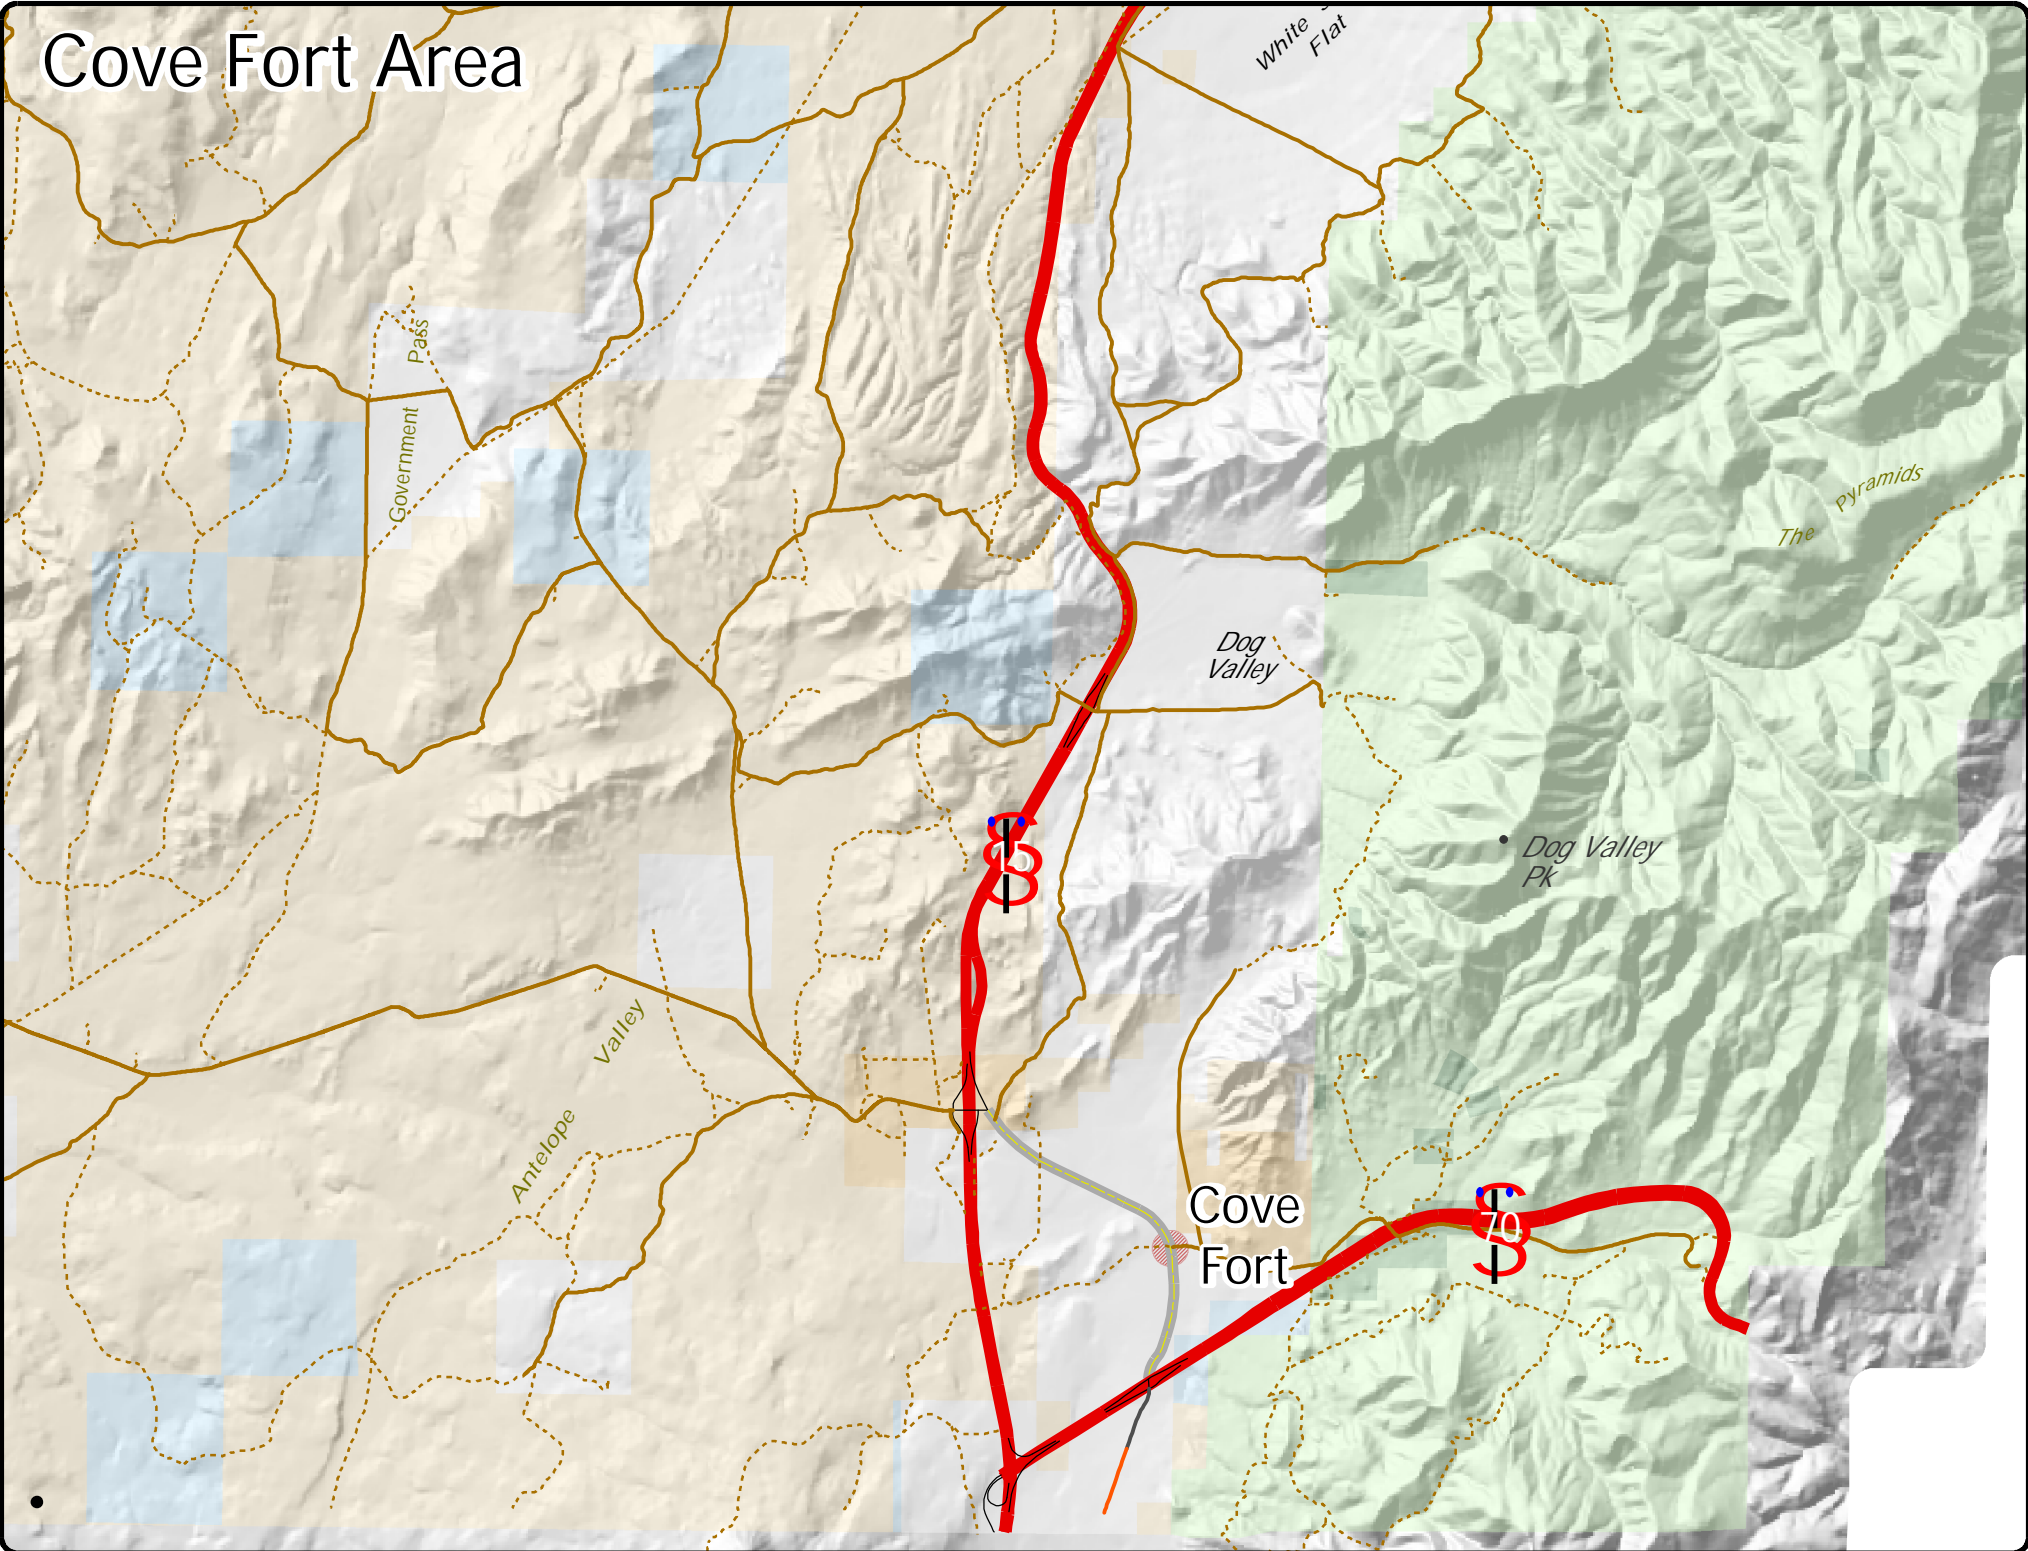 Cove Fort Area
White
Flat
Pass
Government
The Pyramids
Dog
Valley
Dog Valley
Pk
15
Antelope Valley
Cove
Fort
70